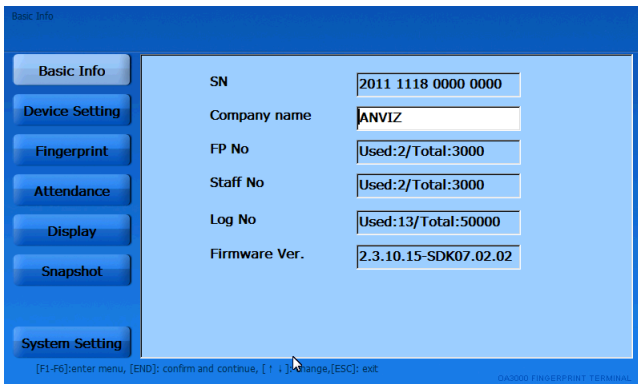 Basic Info
Basic Info
Device Setting
Fingerprint
Attendance
Display
Snapshot
System Setting
SN 2011 1118 0000 0000
Company name ANVIZ
FP No Used:2/Total:3000
Staff No Used:2/Total:3000
Log No Used:13/Total:50000
Firmware Ver. 2.3.10.15-SDK07.02.02
[F1-F6]:enter menu, [END]: confirm and continue, [ ↑ ↓ ]: change,[ESC]: exit
OA3000 FINGERPRINT TERMINAL